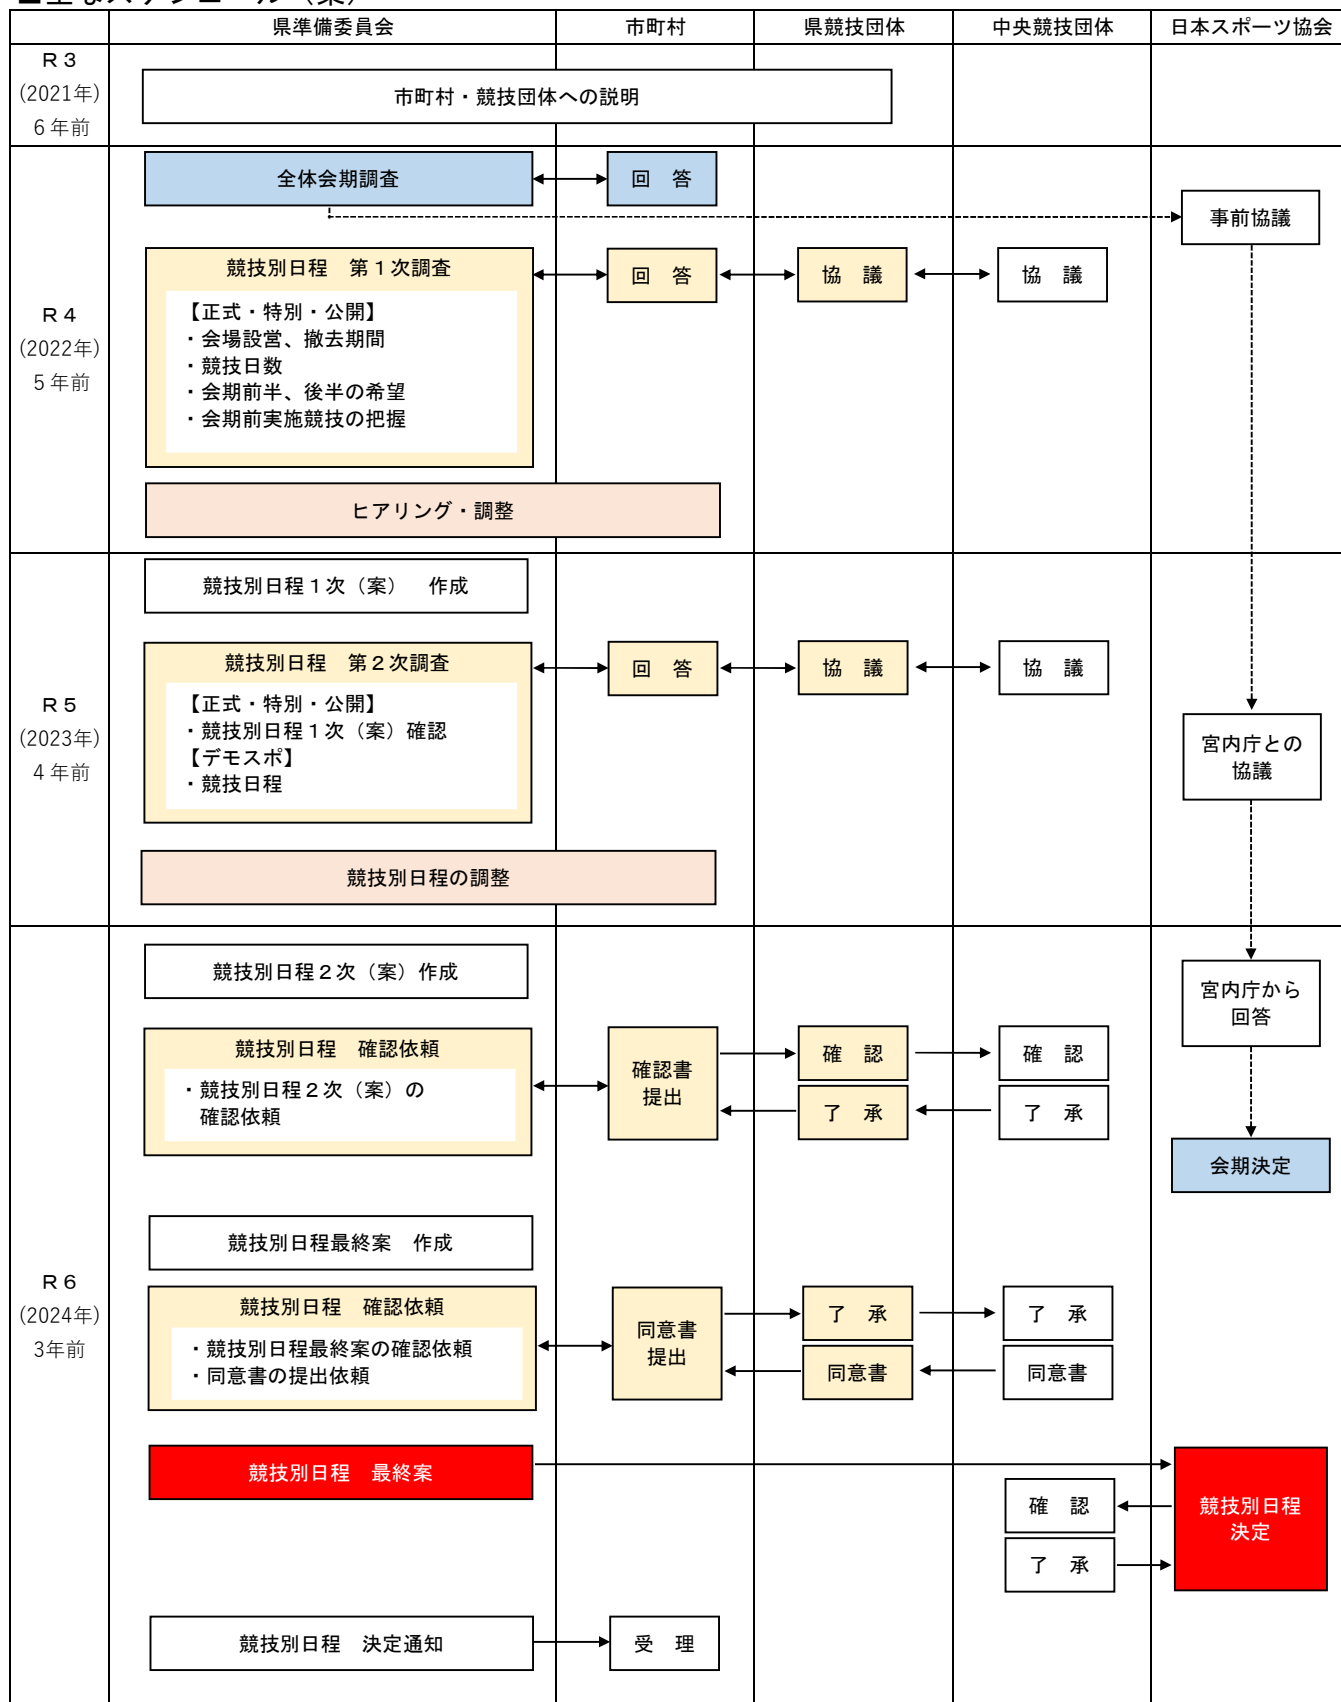 ■主なスケジュール（案）
県準備委員会
市町村
県競技団体
中央競技団体
日本スポーツ協会
Ｒ３
(2021年)
６年前
市町村・競技団体への説明
Ｒ４
(2022年)
５年前
全体会期調査
回　答
事前協議
競技別日程　第１次調査
【正式・特別・公開】
・会場設営、撤去期間
・競技日数
・会期前半、後半の希望
・会期前実施競技の把握
回　答
協　議
協　議
ヒアリング・調整
Ｒ５
(2023年)
４年前
競技別日程１次（案）　作成
競技別日程　第２次調査
【正式・特別・公開】
・競技別日程１次（案）確認
【デモスポ】
・競技日程
回　答
協　議
協　議
宮内庁との
協議
競技別日程の調整
Ｒ６
(2024年)
3年前
競技別日程２次（案）作成
宮内庁から
回答
競技別日程　確認依頼
・競技別日程２次（案）の
確認依頼
確認書
提出
確　認
確　認
了　承
了　承
会期決定
競技別日程最終案　作成
競技別日程　確認依頼
・競技別日程最終案の確認依頼
・同意書の提出依頼
同意書
提出
了　承
了　承
同意書
同意書
競技別日程　最終案
競技別日程
決定
確　認
了　承
競技別日程　決定通知
受　理